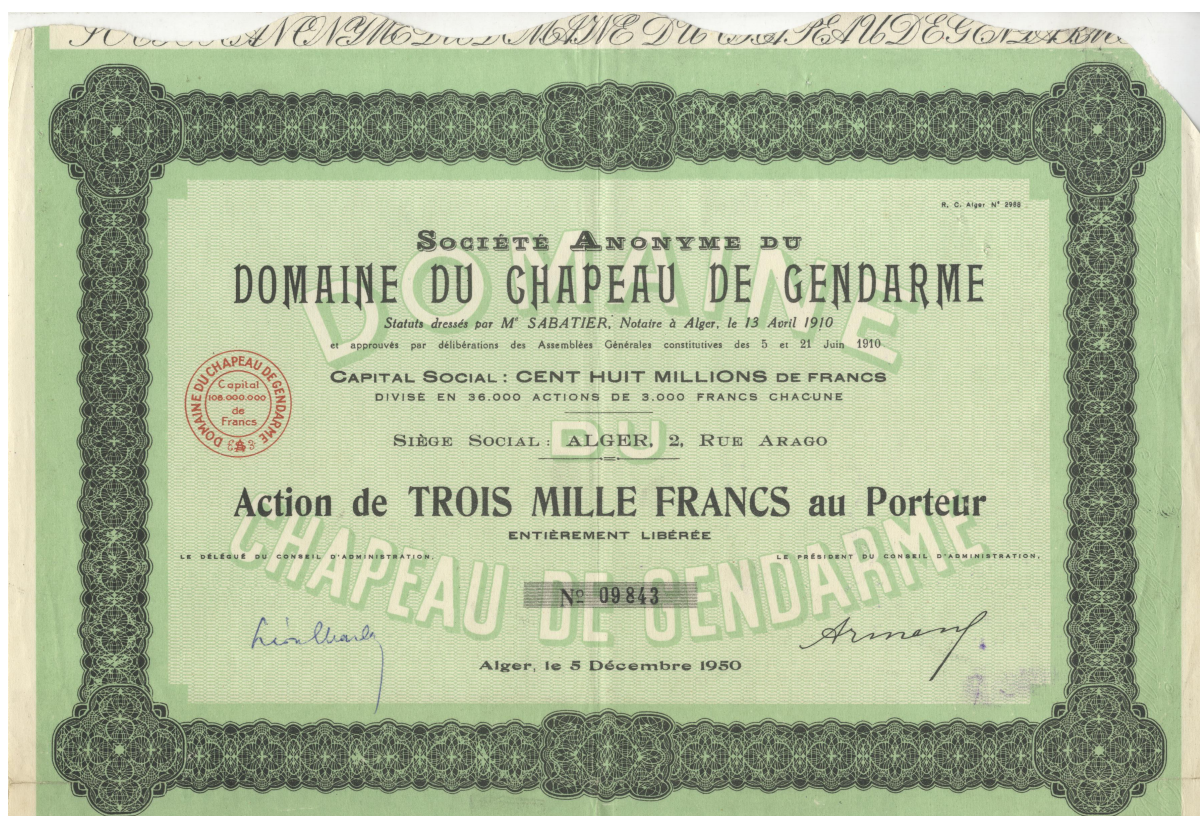 R. C. Alger N° 2988
SOCIÉTÉ ANONYME DU
DOMAINE DU CHAPEAU DE GENDARME
Statuts dressés par Mᵉ SABATIER, Notaire à Alger, le 13 Avril 1910
et approuvés par délibérations des Assemblées Générales constitutives des 5 et 21 Juin 1910
CAPITAL SOCIAL : CENT HUIT MILLIONS DE FRANCS
DIVISÉ EN 36.000 ACTIONS DE 3.000 FRANCS CHACUNE
DOMAINE DU CHAPEAU DE GENDARME
Capital
108.000.000
de
Francs
SIÈGE SOCIAL : ALGER, 2, RUE ARAGO
Action de TROIS MILLE FRANCS au Porteur
ENTIÈREMENT LIBÉRÉE
LE DÉLÉGUÉ DU CONSEIL D'ADMINISTRATION, LE PRÉSIDENT DU CONSEIL D'ADMINISTRATION,
Nº 09843
Alger, le 5 Décembre 1950
DOMAINE
DU
CHAPEAU DE GENDARME